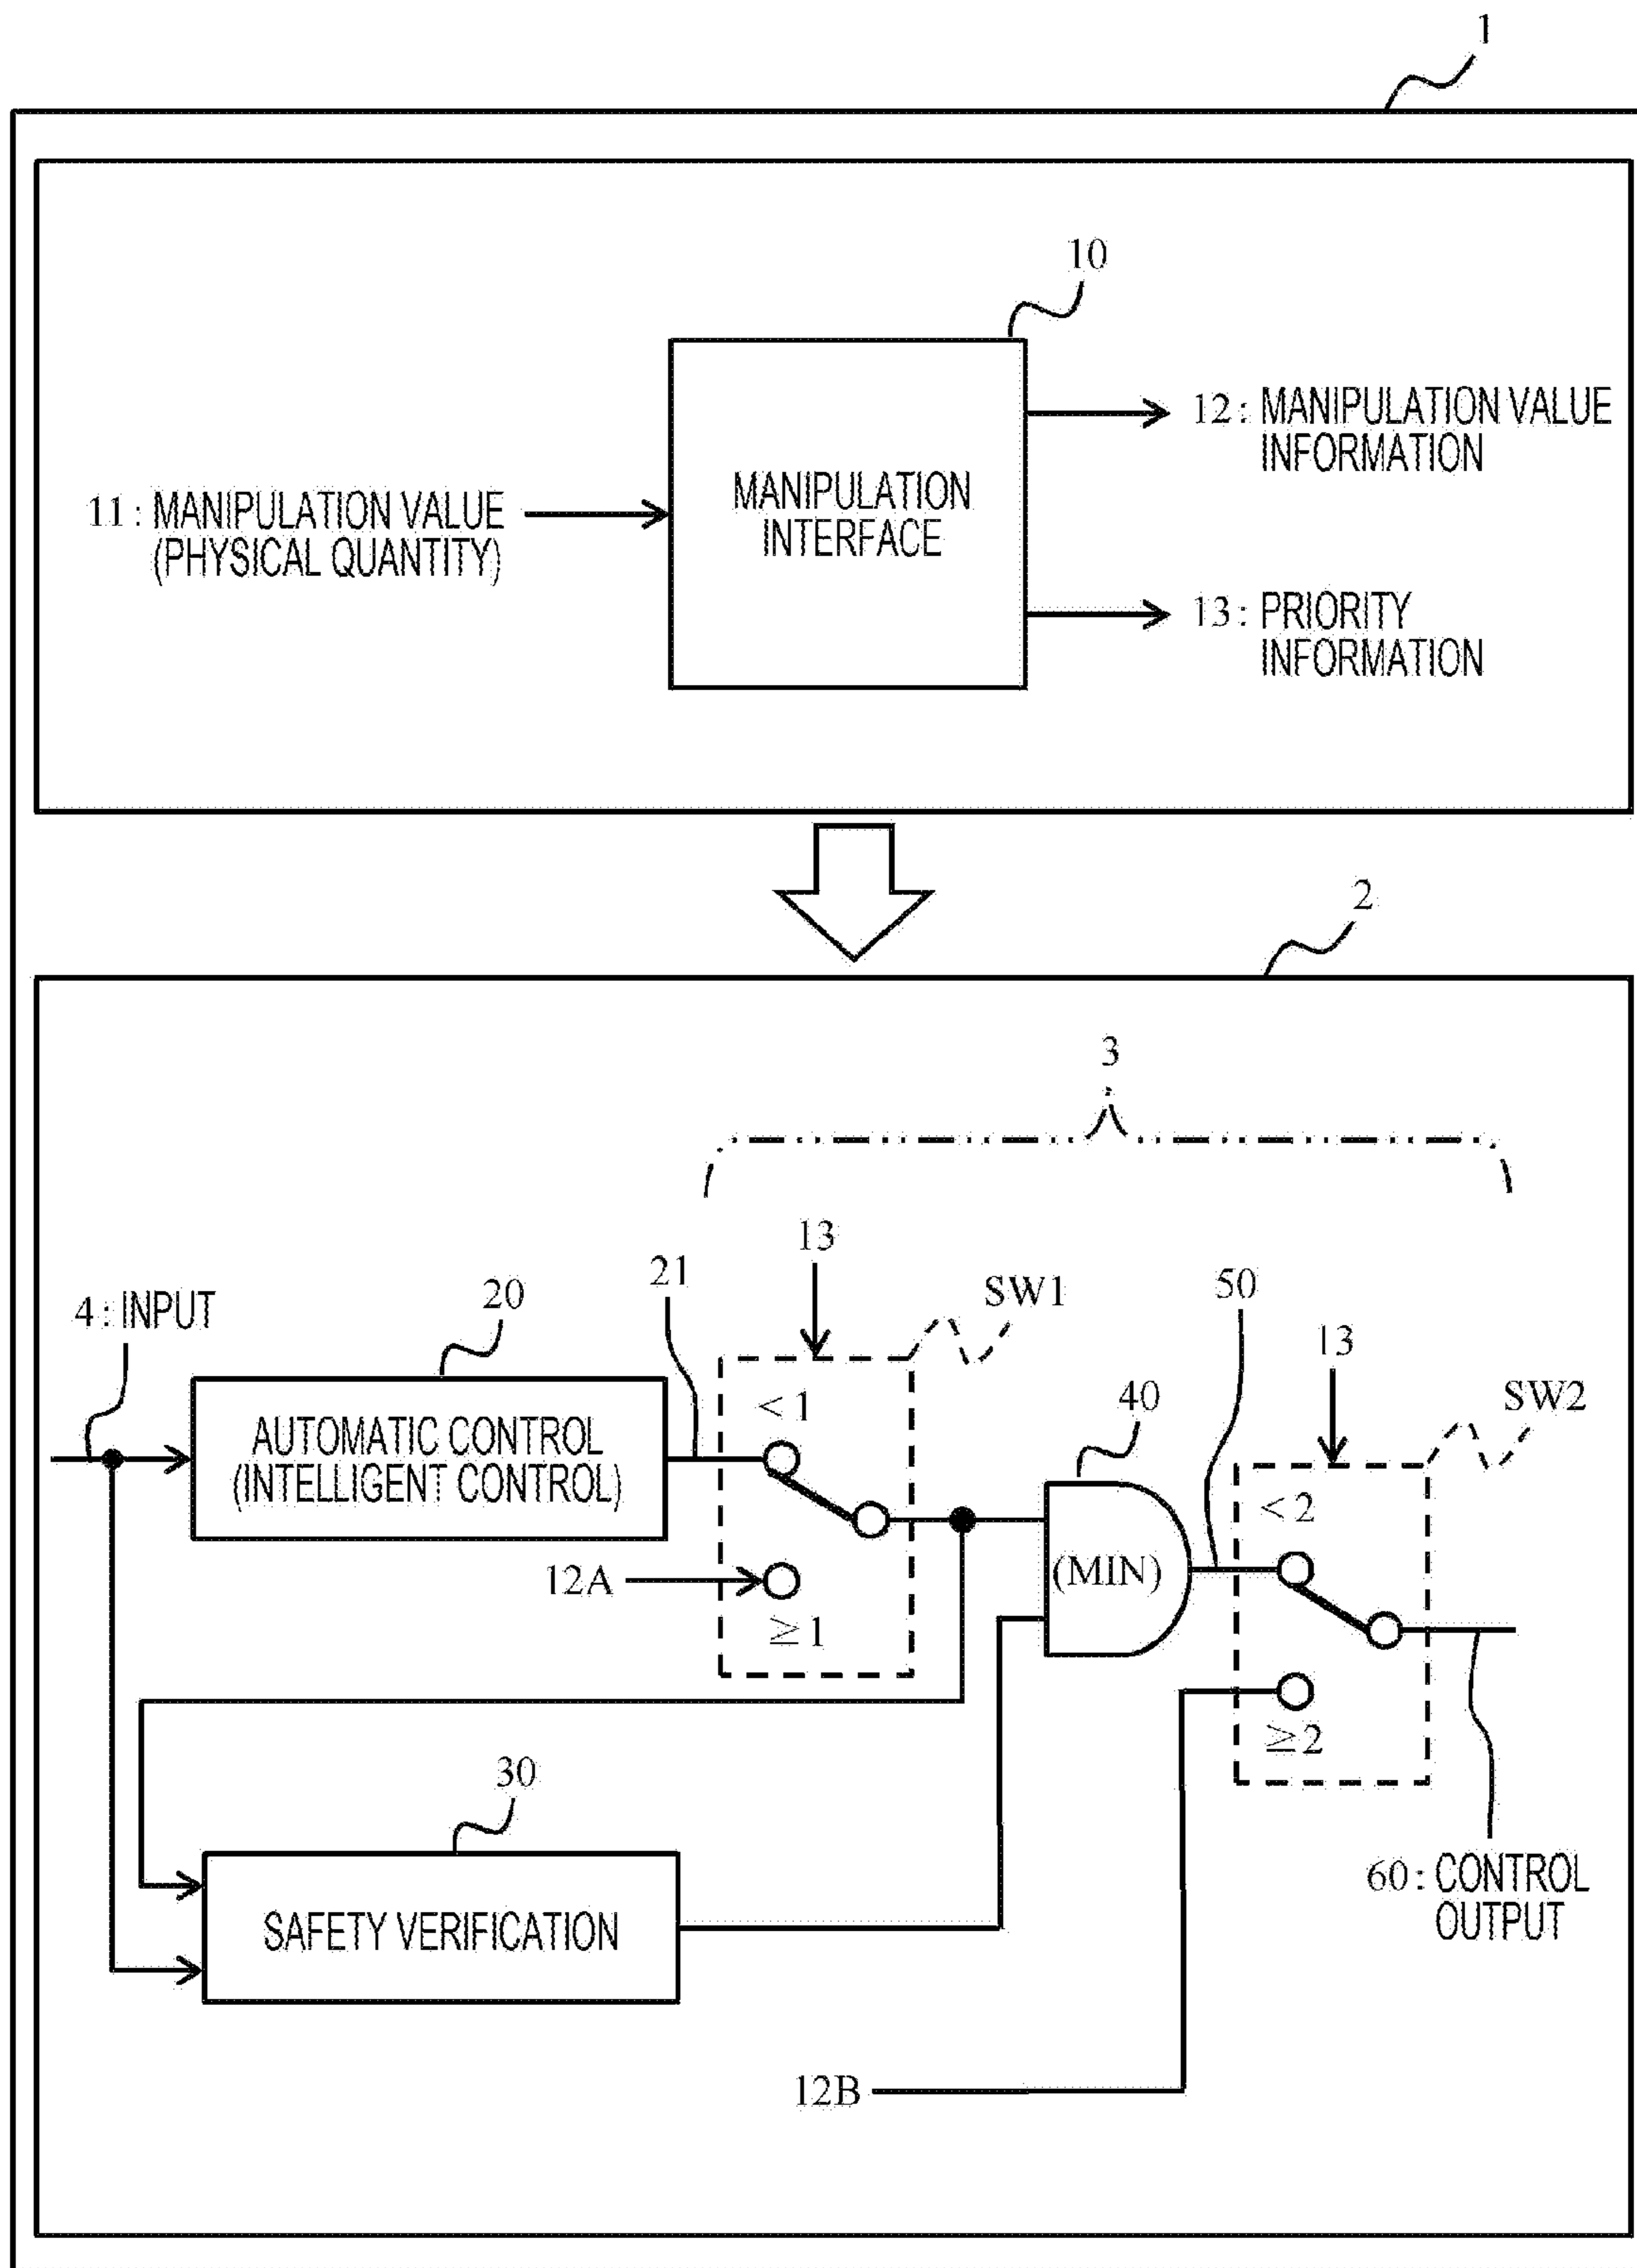 1
10
12: MANIPULATION VALUE
INFORMATION
MANIPULATION
INTERFACE
11: MANIPULATION VALUE
(PHYSICAL QUANTITY)
13: PRIORITY
INFORMATION
2
3
13
21
SW1
50
4: INPUT
20
13
< 1
40
SW2
AUTOMATIC CONTROL
(INTELLIGENT CONTROL)
< 2
12A
(MIN)
≧ 1
≧ 2
30
60: CONTROL
OUTPUT
SAFETY VERIFICATION
12B